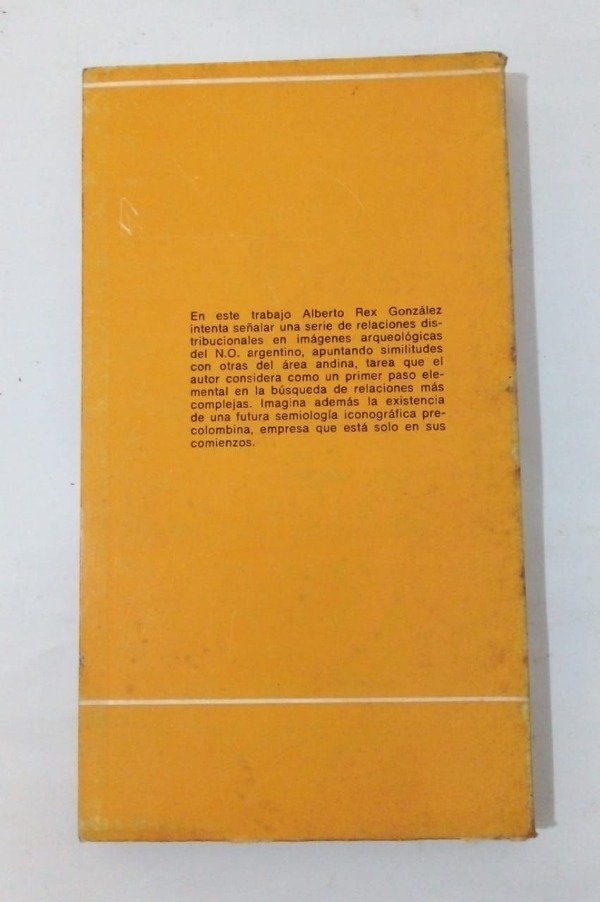 En este trabajo Alberto Rex González
intenta señalar una serie de relaciones dis-
tribucionales en imágenes arqueológicas
del N.O. argentino, apuntando similitudes
con otras del área andina, tarea que el
autor considera como un primer paso ele-
mental en la búsqueda de relaciones más
complejas. Imagina además la existencia
de una futura semiología iconográfica pre-
colombina, empresa que está solo en sus
comienzos.